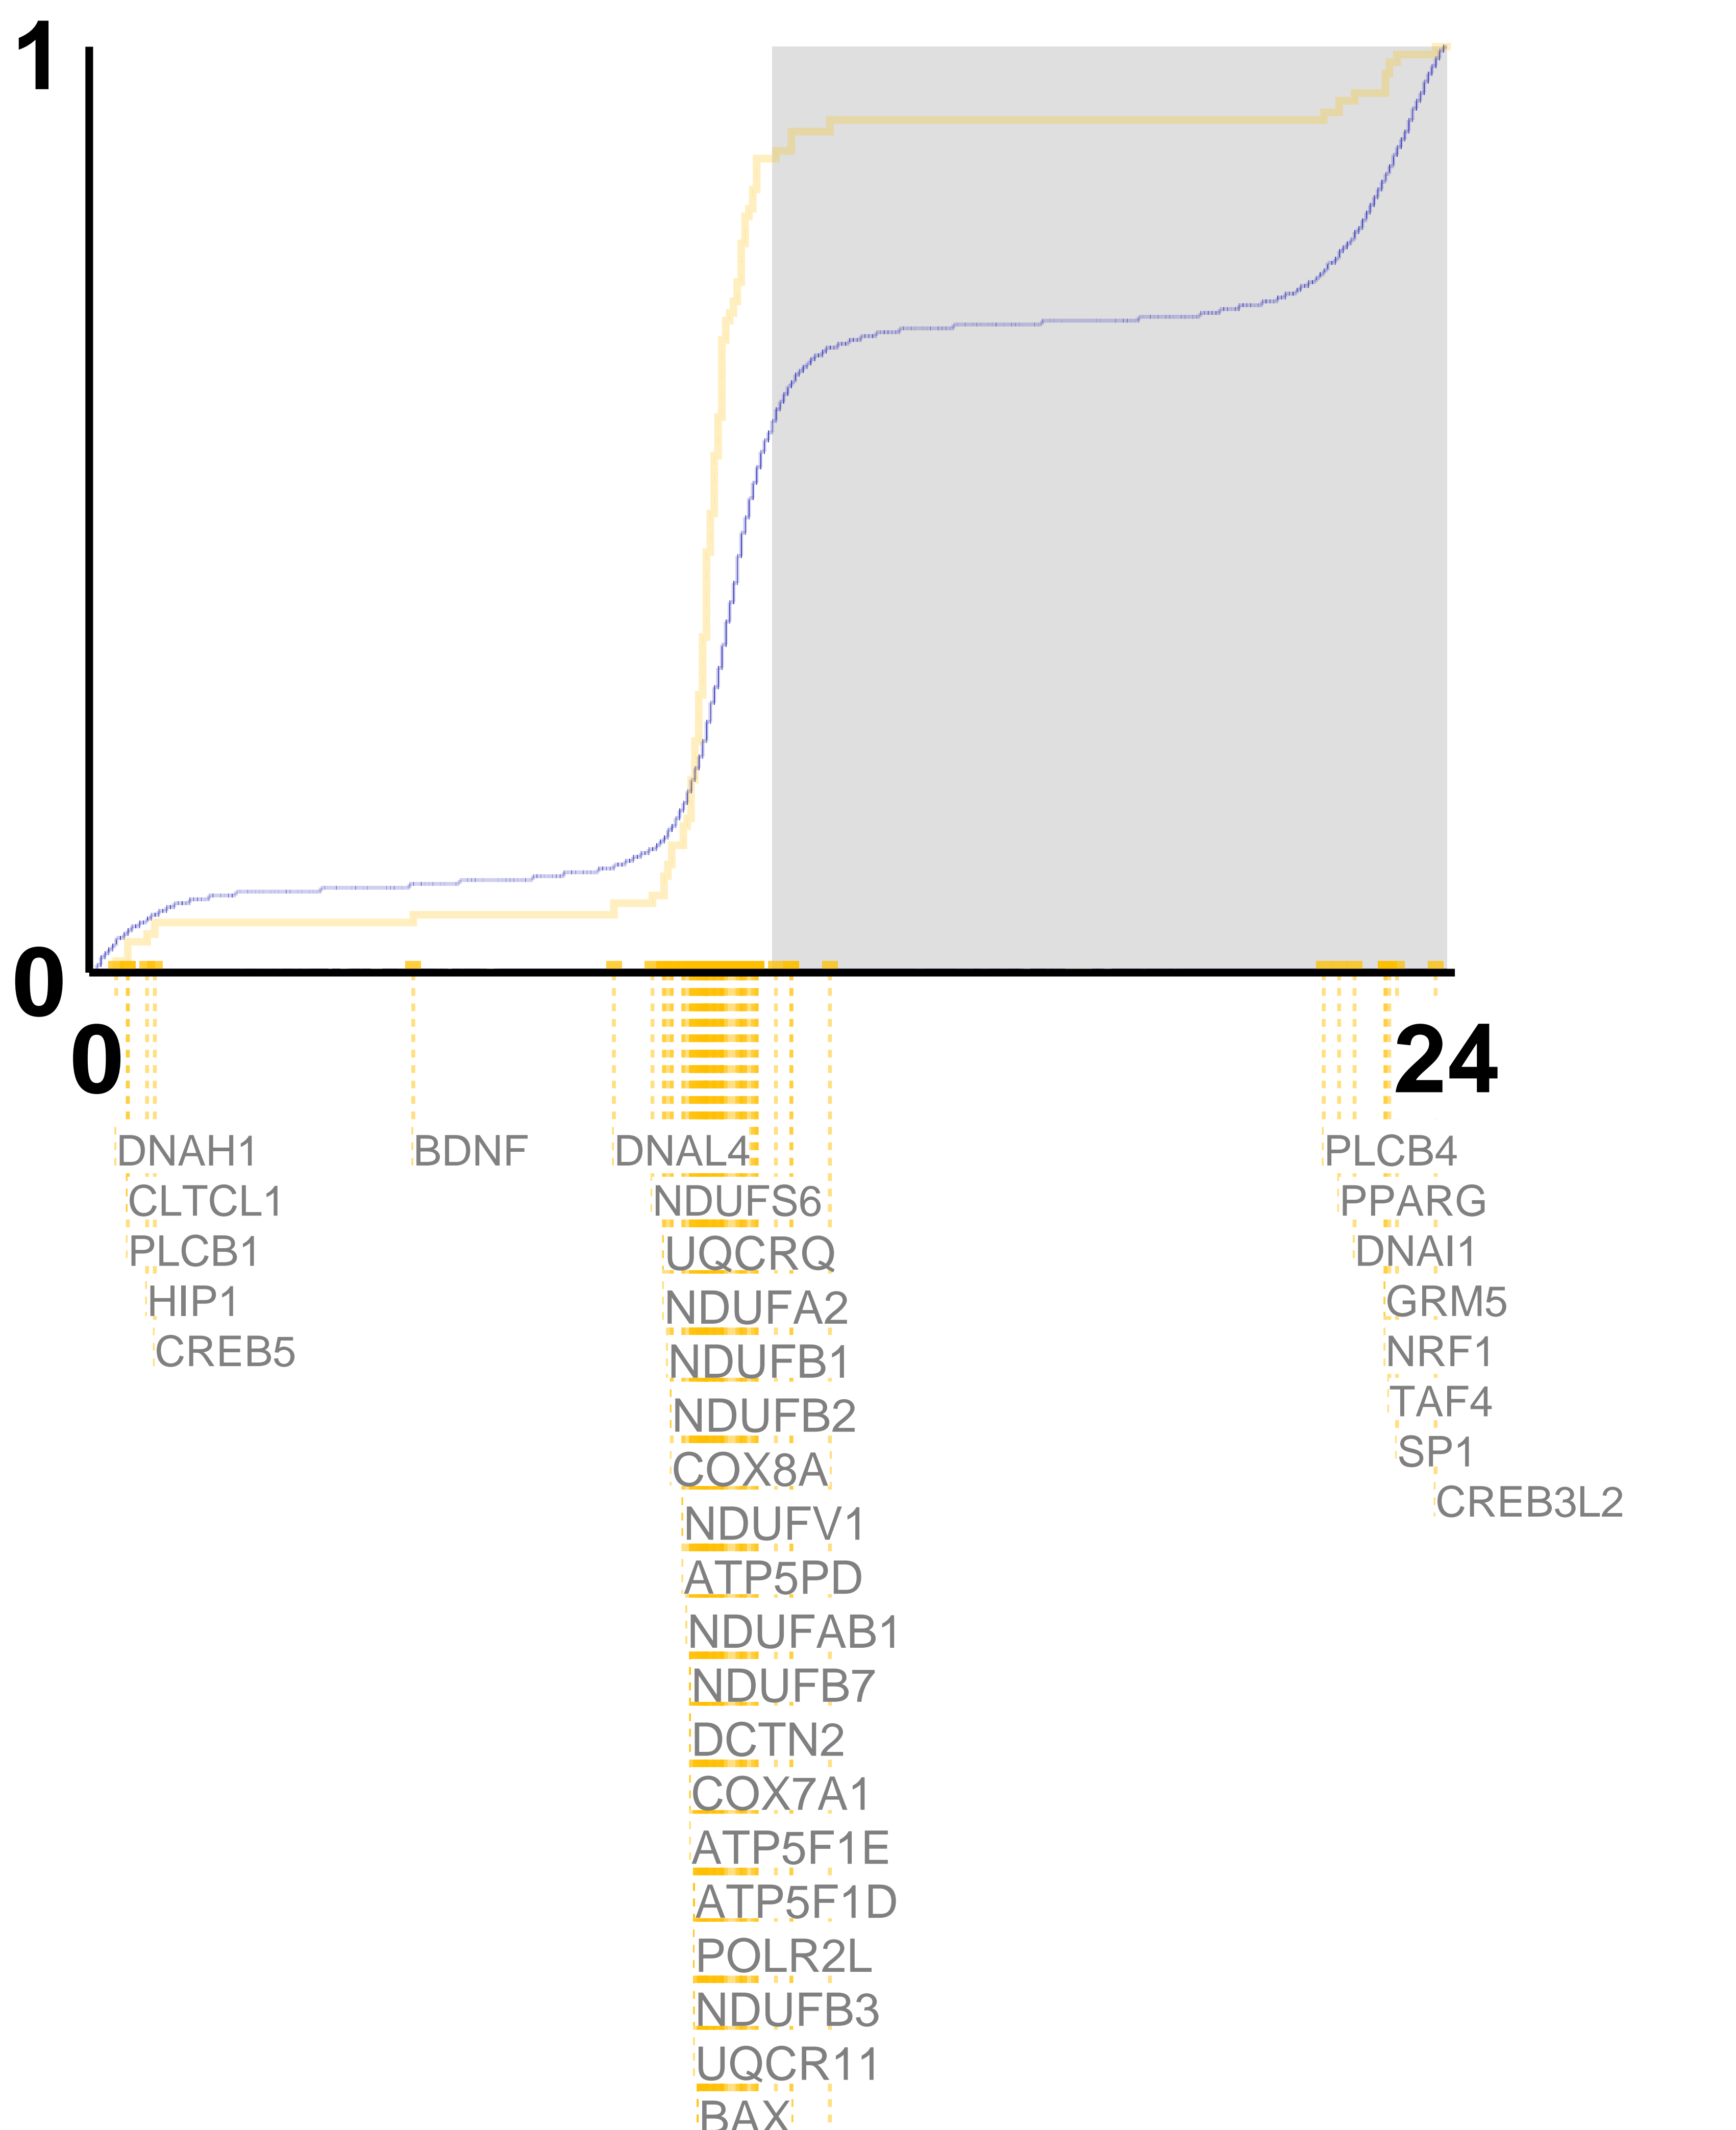 1
0
0
24
DNAH1 BDNF DNAL4 PLCB4
CLTCL1 NDUFS6 PPARG
PLCB1 UQCRQ DNAI1
HIP1 NDUFA2 GRM5
CREB5 NDUFB1 NRF1
NDUFB2 TAF4
COX8A SP1
NDUFV1 CREB3L2
ATP5PD
NDUFAB1
NDUFB7
DCTN2
COX7A1
ATP5F1E
ATP5F1D
POLR2L
NDUFB3
UQCR11
BAX